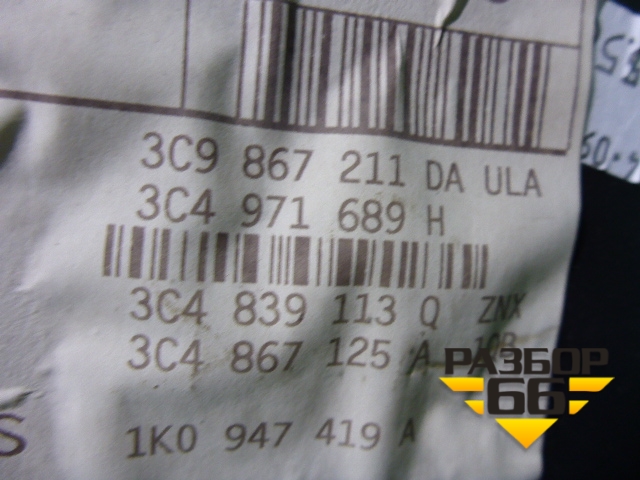 3C9 867 211 DA ULA
3C4 971 689 H
3C4 839 113 Q ZNX
3C4 867 125 A
РАЗБОР
66
S
1K0 947 419 A